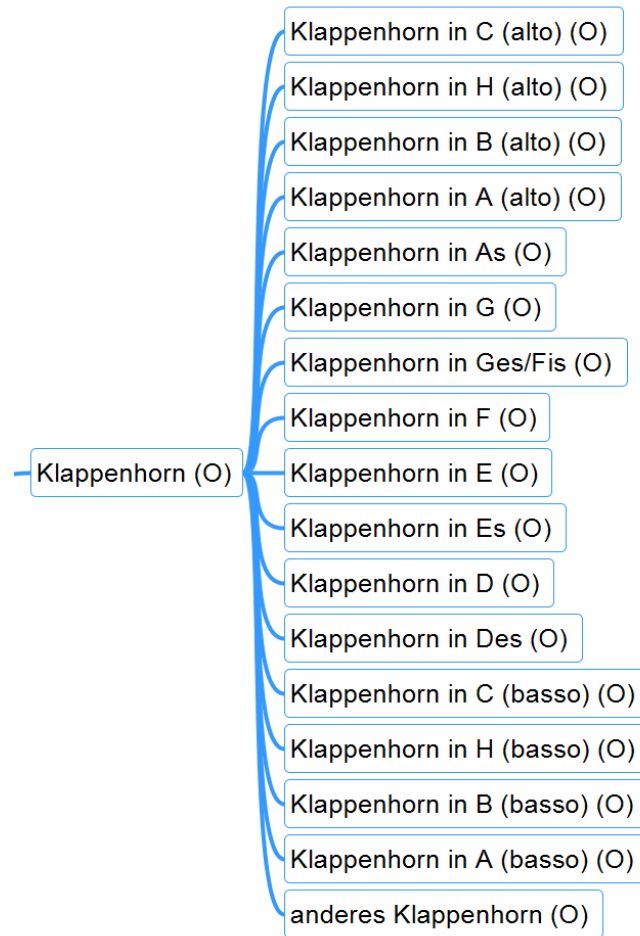 Klappenhorn in C (alto) (O)
Klappenhorn in H (alto) (O)
Klappenhorn in B (alto) (O)
Klappenhorn in A (alto) (O)
Klappenhorn in As (O)
Klappenhorn in G (O)
Klappenhorn in Ges/Fis (O)
Klappenhorn in F (O)
Klappenhorn (O)
Klappenhorn in E (O)
Klappenhorn in Es (O)
Klappenhorn in D (O)
Klappenhorn in Des (O)
Klappenhorn in C (basso) (O)
Klappenhorn in H (basso) (O)
Klappenhorn in B (basso) (O)
Klappenhorn in A (basso) (O)
anderes Klappenhorn (O)